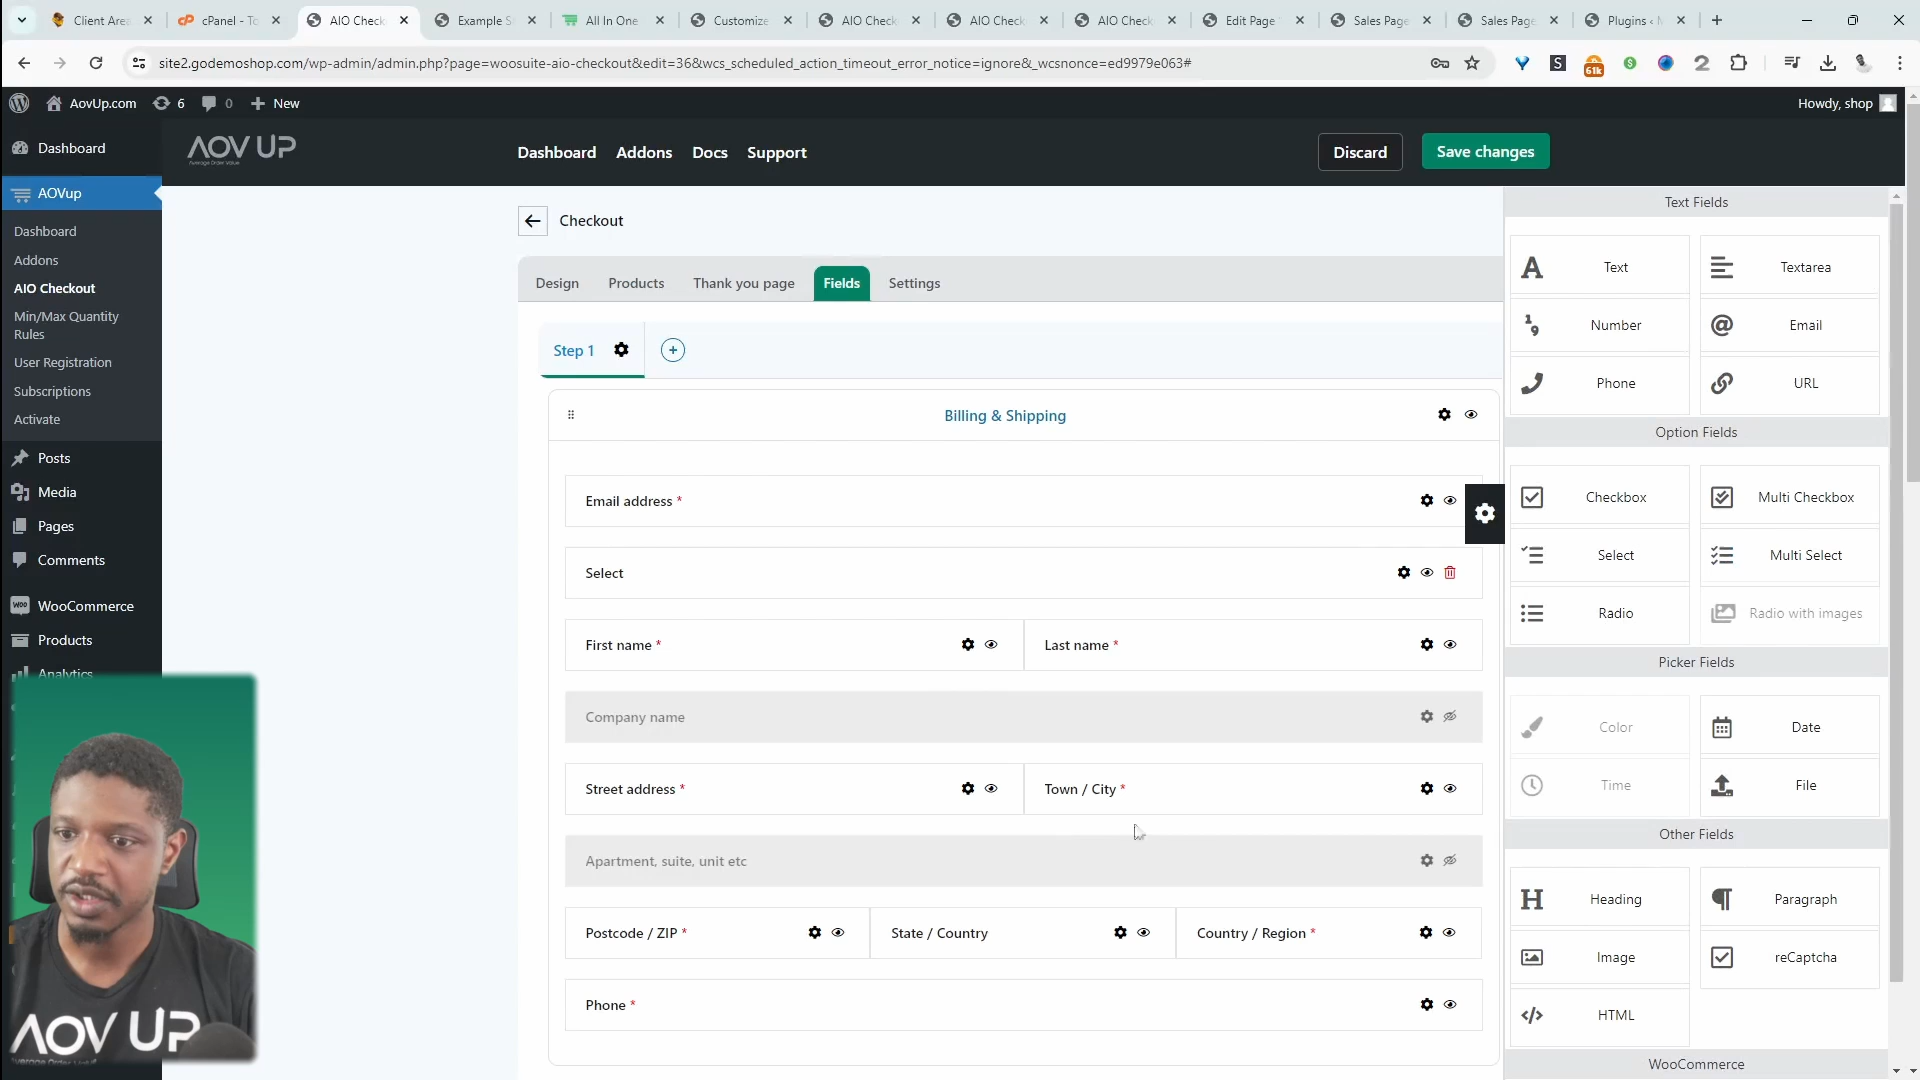 Client Area
cPanel - To
AIO Check
Example S
All In One
Customize
AIO Check
AIO Check
AIO Check
Edit Page
Sales Page
Sales Page
Plugins ‹
site2.godemoshop.com/wp-admin/admin.php?page=woosuite-aio-checkout&edit=36&wcs_scheduled_action_timeout_error_notice=ignore&_wcsnonce=ed9979e063#
61k
AovUp.com
6
0
New
Howdy, shop
Dashboard
AOV UP
Average Order Value
Dashboard
Addons
Docs
Support
Discard
Save changes
AOVup
Dashboard
Addons
AIO Checkout
Min/Max Quantity
Rules
User Registration
Subscriptions
Activate
Posts
Media
Pages
Comments
WooCommerce
Products
Analytics
Checkout
Design
Products
Thank you page
Fields
Settings
Step 1
Billing & Shipping
Email address *
Select
First name *
Last name *
Company name
Street address *
Town / City *
Apartment, suite, unit etc
Postcode / ZIP *
State / Country
Country / Region *
Phone *
Text Fields
Text
Textarea
Number
Email
Phone
URL
Option Fields
Checkbox
Multi Checkbox
Select
Multi Select
Radio
Radio with images
Picker Fields
Color
Date
Time
File
Other Fields
Heading
Paragraph
Image
reCaptcha
HTML
WooCommerce
AOV UP